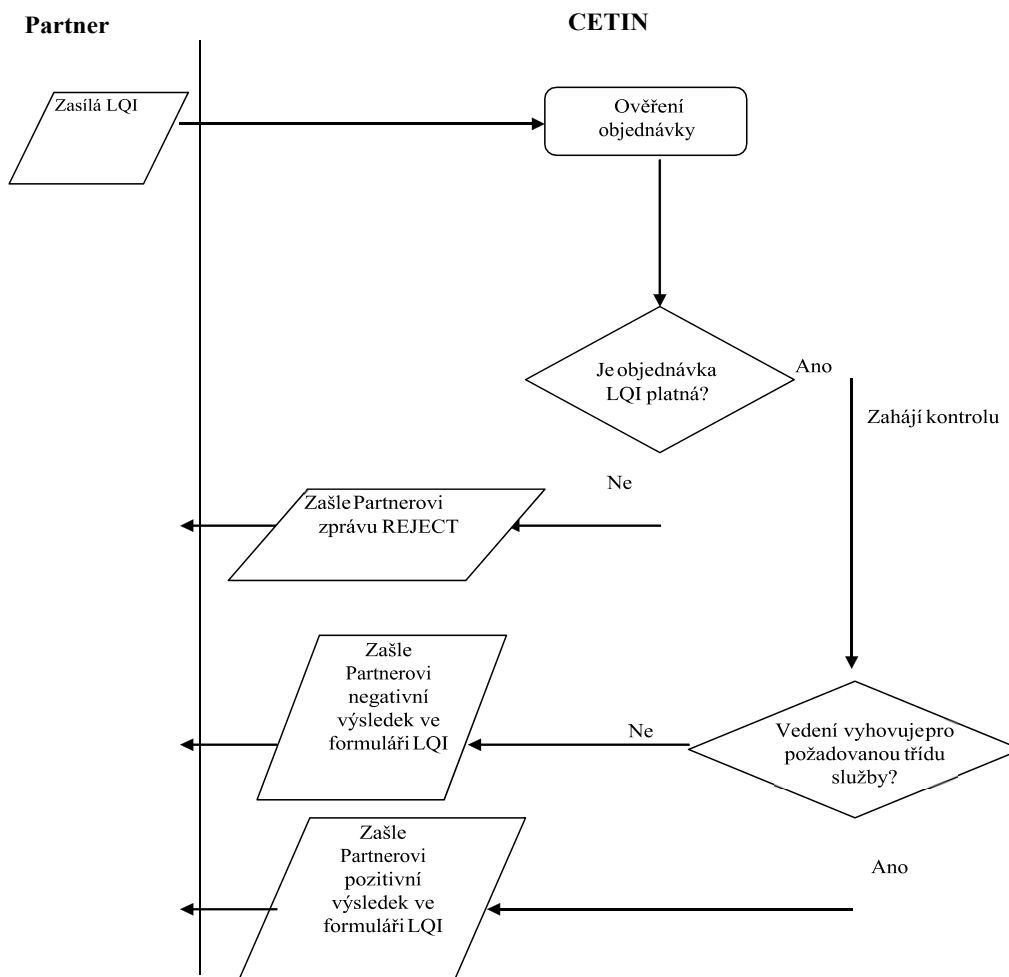 Partner
CETIN
Zasílá LQI
Ověření
objednávky
Je objednávka
LQI platná?
Ano
Zahájí kontrolu
Ne
Zašle Partnerovi
zprávu REJECT
Zašle
Partnerovi
negativní
výsledek ve
formuláři LQI
Ne
Vedení vyhovuje pro
požadovanou třídu
služby?
Ano
Zašle
Partnerovi
pozitivní
výsledek ve
formuláři LQI